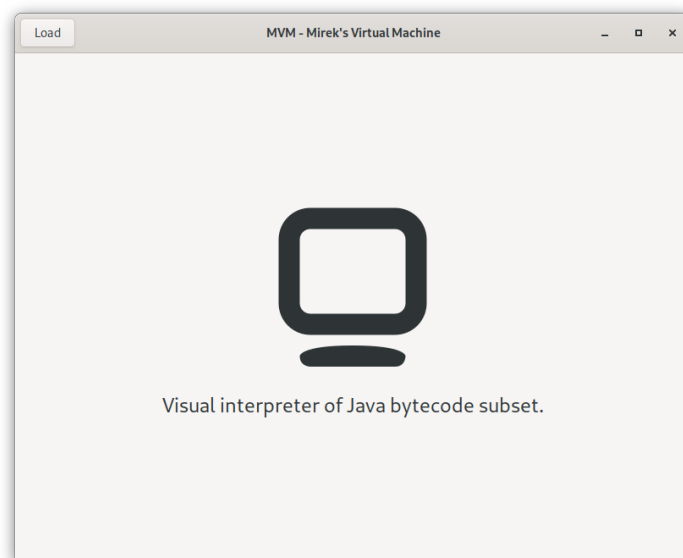 Load
MVM - Mirek's Virtual Machine
Visual interpreter of Java bytecode subset.